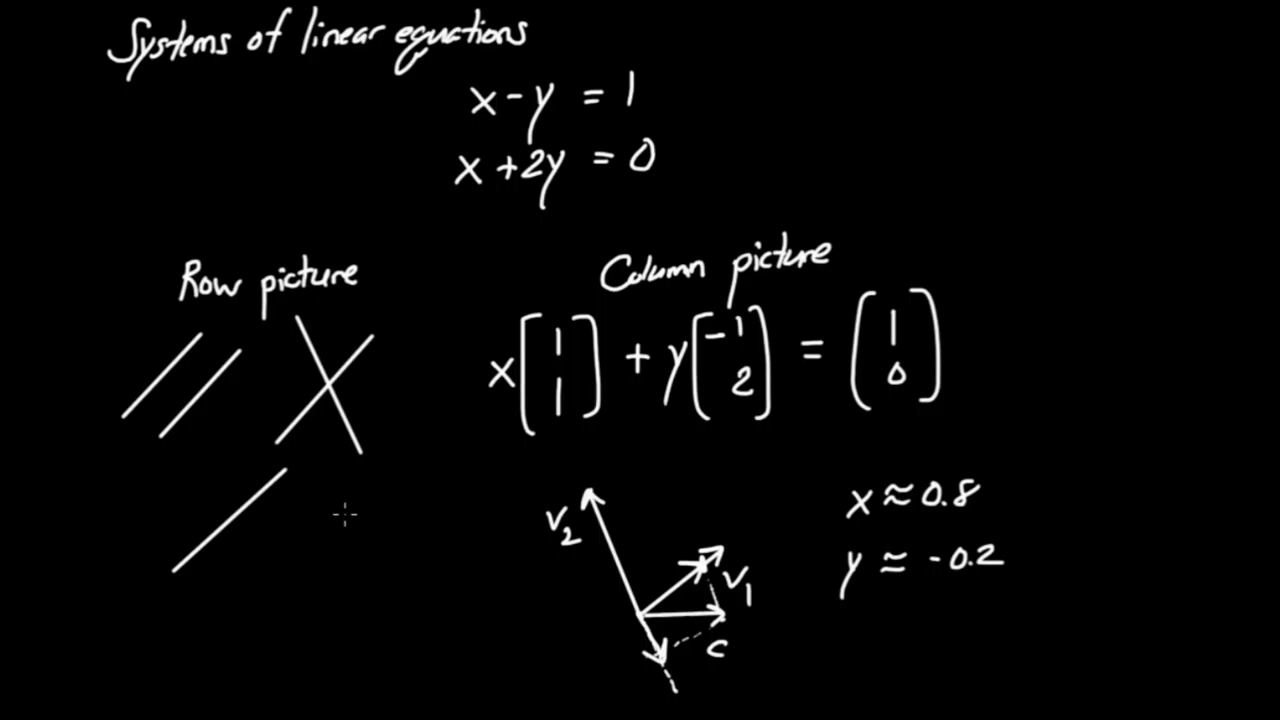 Systems of linear equations
x - y = 1
x + 2y = 0
Row picture
Column picture
x[1 1] + y[-1 2] = [1 0]
v2
v1
c
x ≈ 0.8
y ≈ -0.2